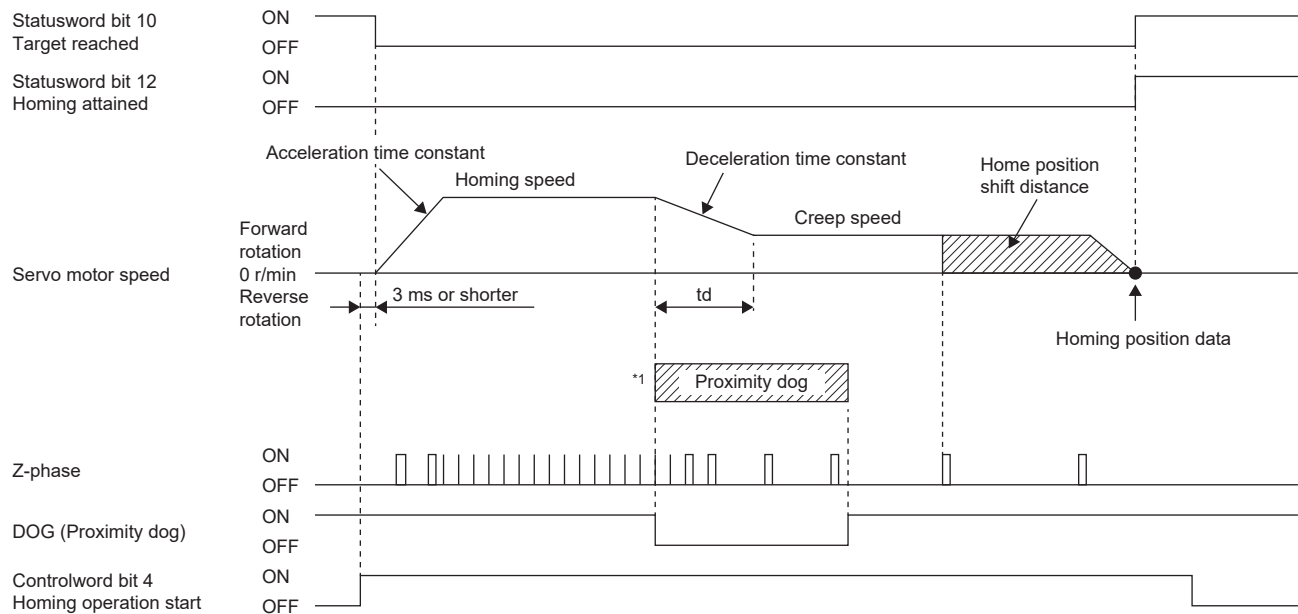 Statusword bit 10
Target reached
ON
OFF
Statusword bit 12
Homing attained
ON
OFF
Acceleration time constant
Homing speed
Deceleration time constant
Creep speed
Home position
shift distance
Servo motor speed
Forward
rotation
0 r/min
Reverse
rotation
3 ms or shorter
td
Homing position data
*1
Proximity dog
Z-phase
ON
OFF
DOG (Proximity dog)
ON
OFF
Controlword bit 4
Homing operation start
ON
OFF